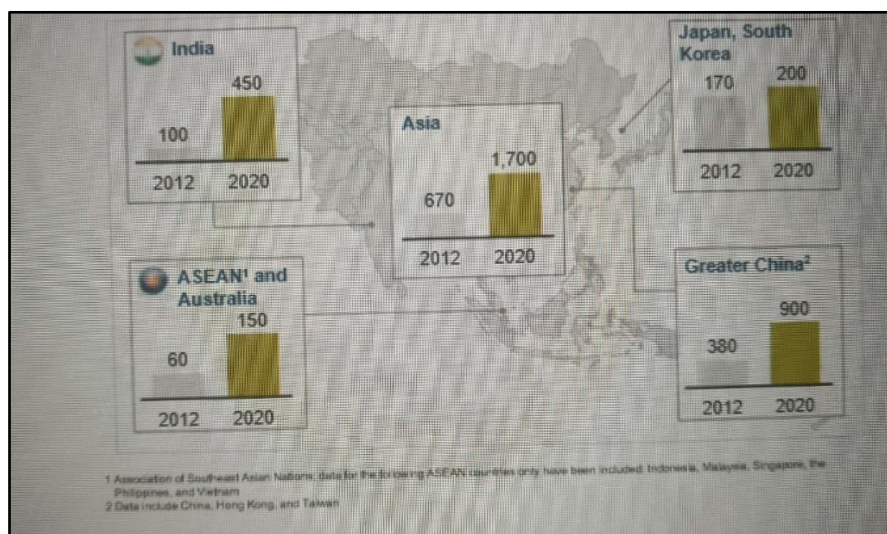 India
450
100
2012 2020
Japan, South
Korea
170 200
2012 2020
Asia
1,700
670
2012 2020
ASEAN¹ and
Australia
150
60
2012 2020
Greater China²
900
380
2012 2020
1 Association of Southeast Asian Nations; data for the following ASEAN countries only have been included: Indonesia, Malaysia, Singapore, the
Philippines, and Vietnam
2 Data include China, Hong Kong, and Taiwan